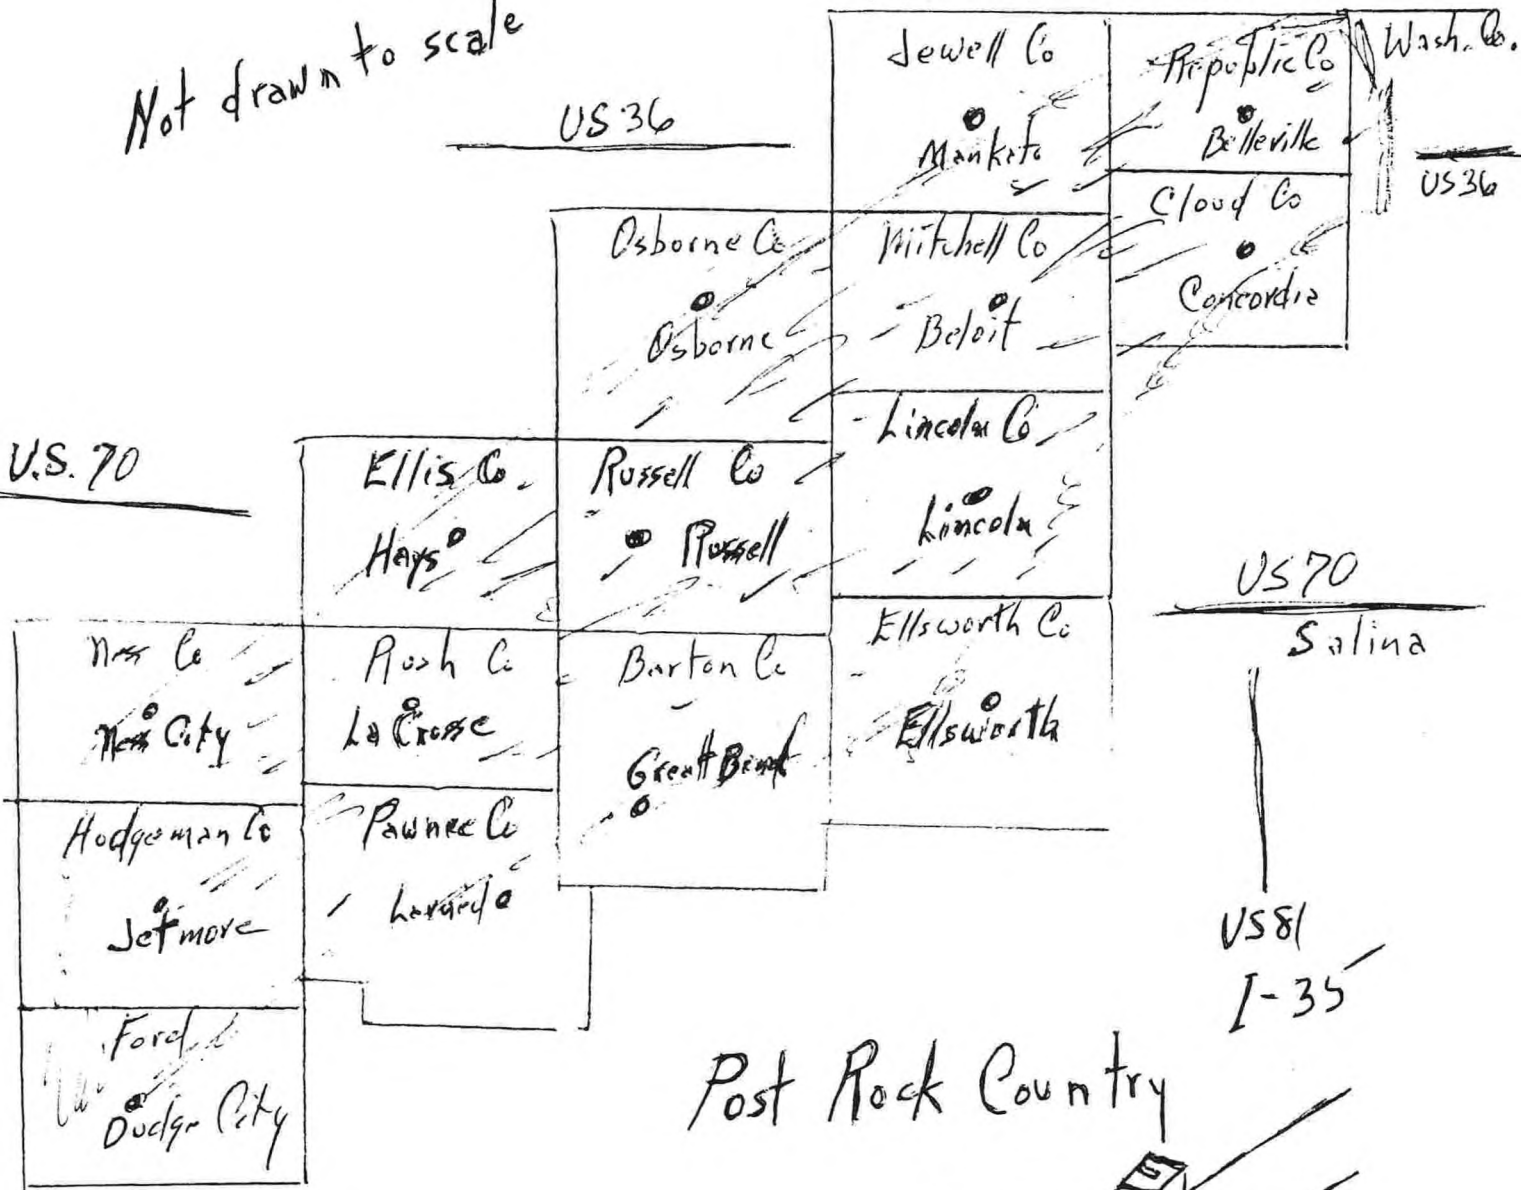 Not drawn to scale
US 36
Jewell Co
Mankato
Republic Co
Belleville
Wash. Co.
US 36
Cloud Co
Concordia
Osborne Co
Osborne
Mitchell Co
Beloit
U.S. 70
Ellis Co.
Hays
Russell Co
Russell
Lincoln Co
Lincoln
US 70
Salina
Ness Co
Ness City
Rush Co
La Crosse
Barton Co
Great Bend
Ellsworth Co
Ellsworth
Hodgeman Co
Jetmore
Pawnee Co
Larned
US 81
I-35
Ford
Dodge City
Post Rock Country
S